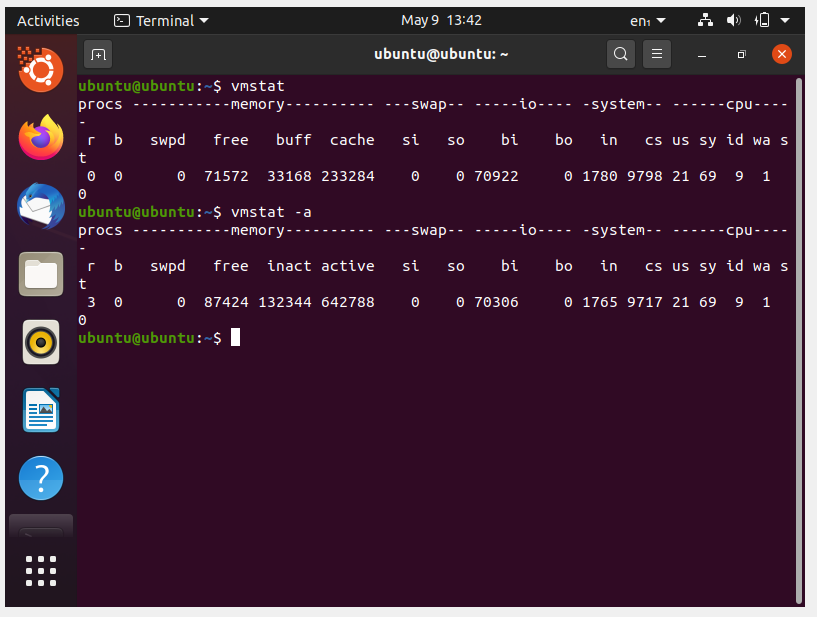 Activities Terminal May 9 13:42 en₁
ubuntu@ubuntu: ~
ubuntu@ubuntu:~$ vmstat
procs -----------memory---------- ---swap-- -----io---- -system-- ------cpu----
-
 r  b   swpd   free   buff  cache   si   so    bi    bo   in   cs us sy id wa s
t
 0  0      0  71572  33168 233284    0    0 70922     0 1780 9798 21 69  9  1
0
ubuntu@ubuntu:~$ vmstat -a
procs -----------memory---------- ---swap-- -----io---- -system-- ------cpu----
-
 r  b   swpd   free  inact active   si   so    bi    bo   in   cs us sy id wa s
t
 3  0      0  87424 132344 642788    0    0 70306     0 1765 9717 21 69  9  1
0
ubuntu@ubuntu:~$